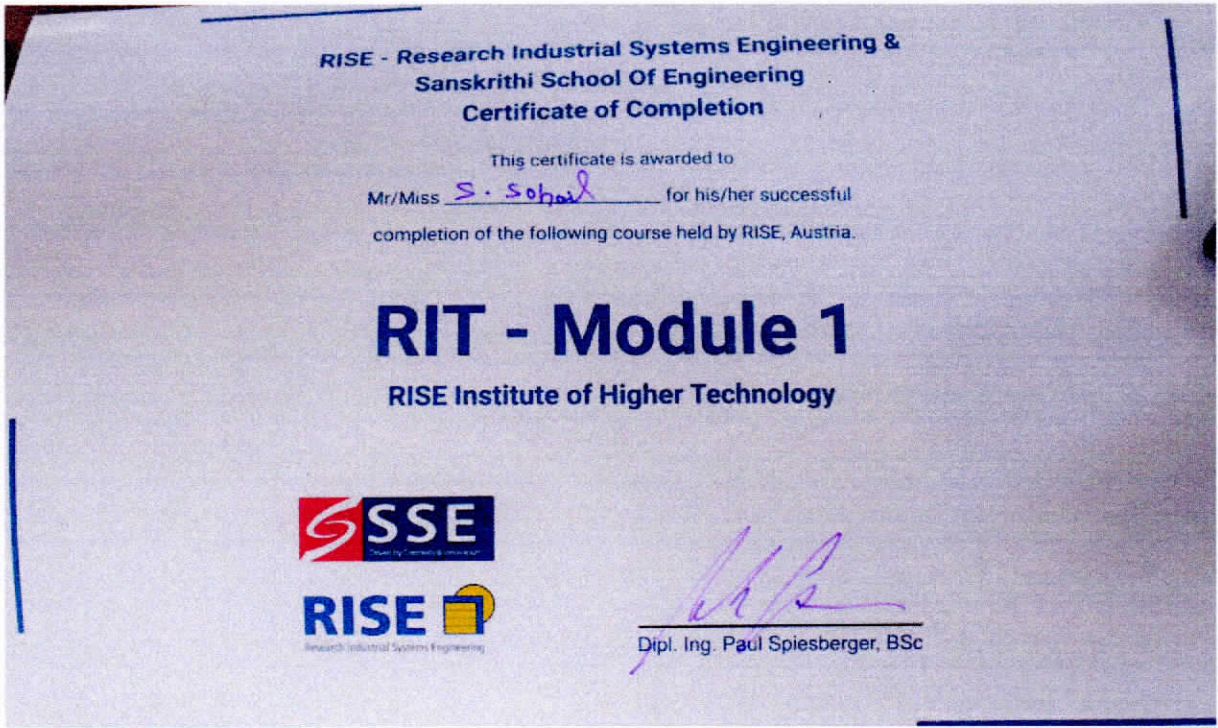 RISE - Research Industrial Systems Engineering &
Sanskrithi School Of Engineering
Certificate of Completion
This certificate is awarded to
Mr/Miss S. Sohail for his/her successful
completion of the following course held by RISE, Austria.
RIT - Module 1
RISE Institute of Higher Technology
SSE
RISE
Research Industrial Systems Engineering
Dipl. Ing. Paul Spiesberger, BSc